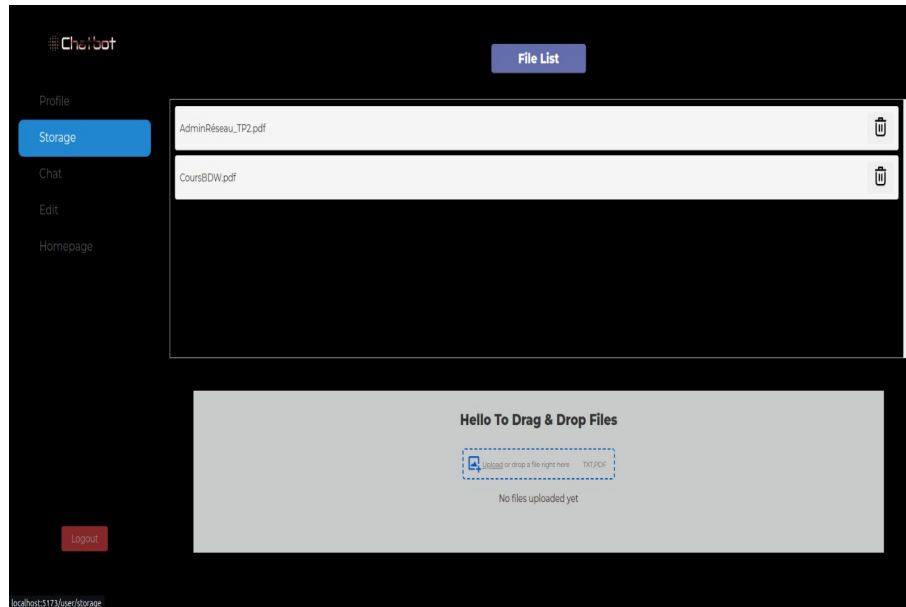 Chatbot
File List
Profile
Storage
Chat
Edit
Homepage
AdminRéseau_TP2.pdf
CoursBDW.pdf
Hello To Drag & Drop Files
Upload or drop a file right here TXT,PDF
No files uploaded yet
Logout
localhost:5173/user/storage